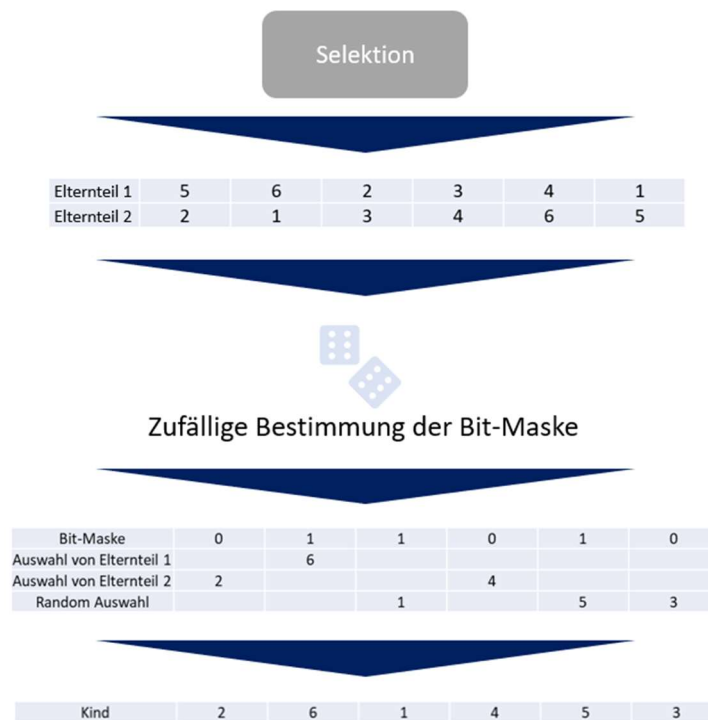 Selektion
Elternteil 1 5 6 2 3 4 1
Elternteil 2 2 1 3 4 6 5
Zufällige Bestimmung der Bit-Maske
Bit-Maske 0 1 1 0 1 0
Auswahl von Elternteil 1 6
Auswahl von Elternteil 2 2 4
Random Auswahl 1 5 3
Kind 2 6 1 4 5 3